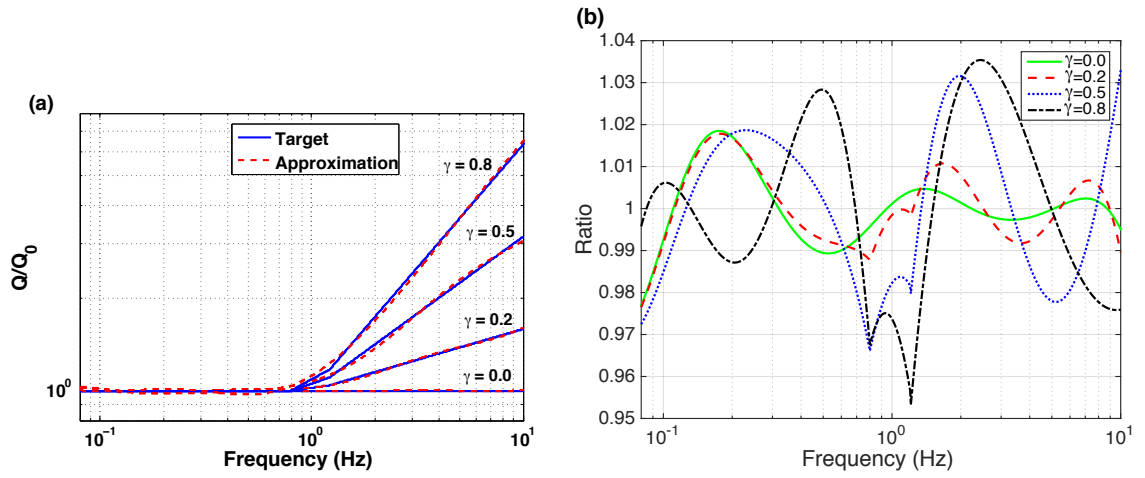 (a)
Target
Approximation
γ = 0.8
γ = 0.5
γ = 0.2
γ = 0.0
Q/Q0
10^0
10^-1
10^0
10^1
Frequency (Hz)
(b)
1.04
1.03
1.02
1.01
1
0.99
0.98
0.97
0.96
0.95
Ratio
γ=0.0
γ=0.2
γ=0.5
γ=0.8
10^-1
10^0
10^1
Frequency (Hz)